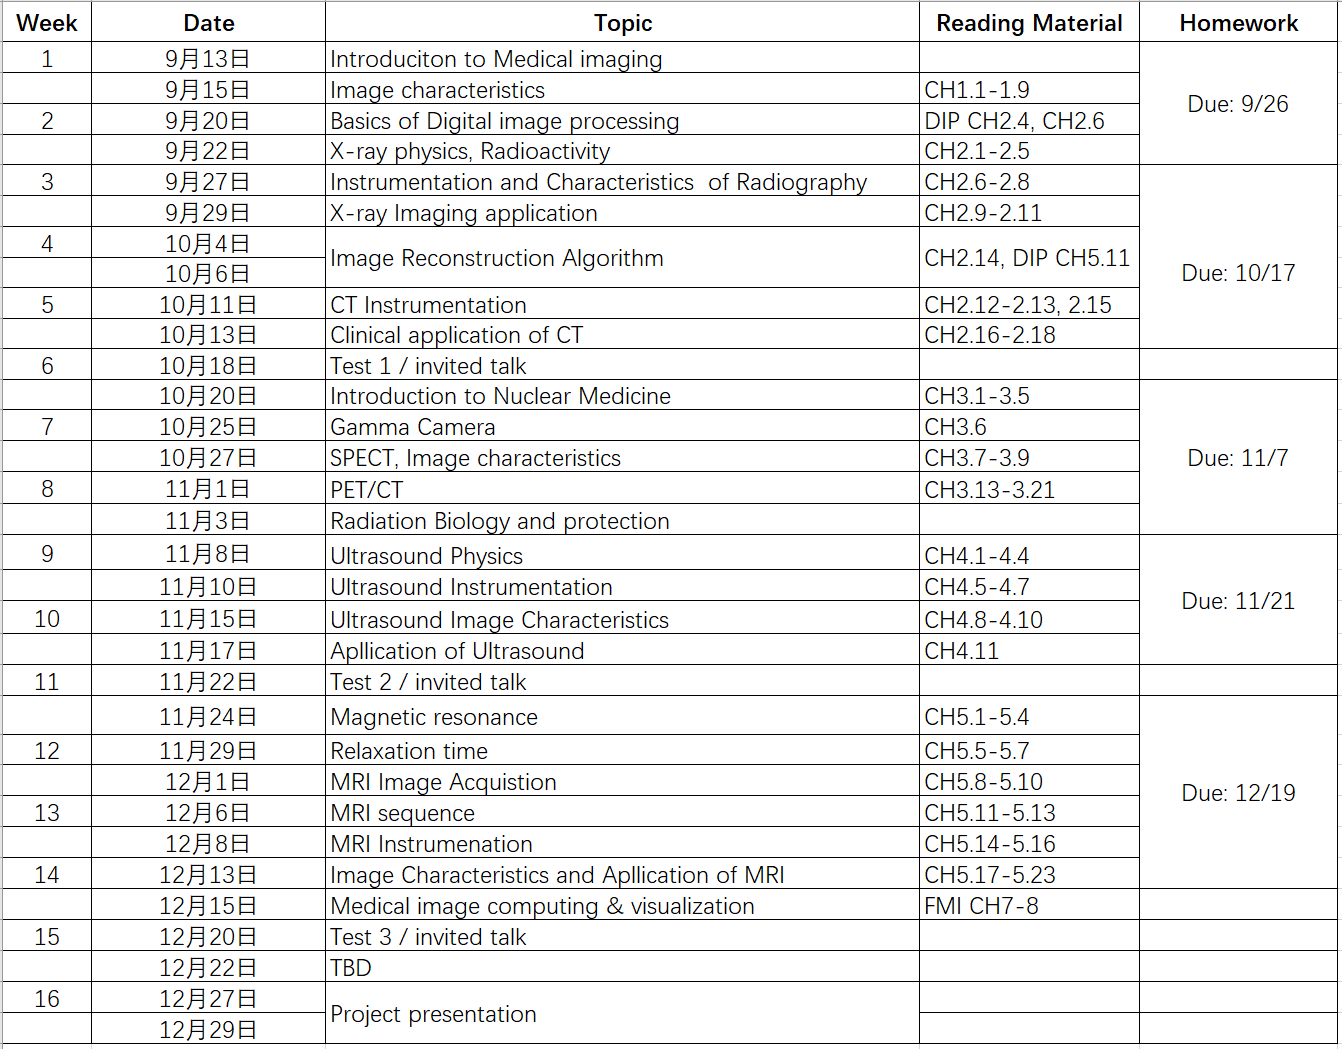 Week Date Topic Reading Material Homework
1 9月13日 Introduciton to Medical imaging
9月15日 Image characteristics CH1.1-1.9
Due: 9/26
2 9月20日 Basics of Digital image processing DIP CH2.4, CH2.6
9月22日 X-ray physics, Radioactivity CH2.1-2.5
3 9月27日 Instrumentation and Characteristics of Radiography CH2.6-2.8
9月29日 X-ray Imaging application CH2.9-2.11
4 10月4日
Image Reconstruction Algorithm CH2.14, DIP CH5.11
10月6日
Due: 10/17
5 10月11日 CT Instrumentation CH2.12-2.13, 2.15
10月13日 Clinical application of CT CH2.16-2.18
6 10月18日 Test 1 / invited talk
10月20日 Introduction to Nuclear Medicine CH3.1-3.5
7 10月25日 Gamma Camera CH3.6
10月27日 SPECT, Image characteristics CH3.7-3.9 Due: 11/7
8 11月1日 PET/CT CH3.13-3.21
11月3日 Radiation Biology and protection
9 11月8日 Ultrasound Physics CH4.1-4.4
11月10日 Ultrasound Instrumentation CH4.5-4.7
Due: 11/21
10 11月15日 Ultrasound Image Characteristics CH4.8-4.10
11月17日 Apllication of Ultrasound CH4.11
11 11月22日 Test 2 / invited talk
11月24日 Magnetic resonance CH5.1-5.4
12 11月29日 Relaxation time CH5.5-5.7
12月1日 MRI Image Acquistion CH5.8-5.10
Due: 12/19
13 12月6日 MRI sequence CH5.11-5.13
12月8日 MRI Instrumenation CH5.14-5.16
14 12月13日 Image Characteristics and Apllication of MRI CH5.17-5.23
12月15日 Medical image computing & visualization FMI CH7-8
15 12月20日 Test 3 / invited talk
12月22日 TBD
16 12月27日
Project presentation
12月29日